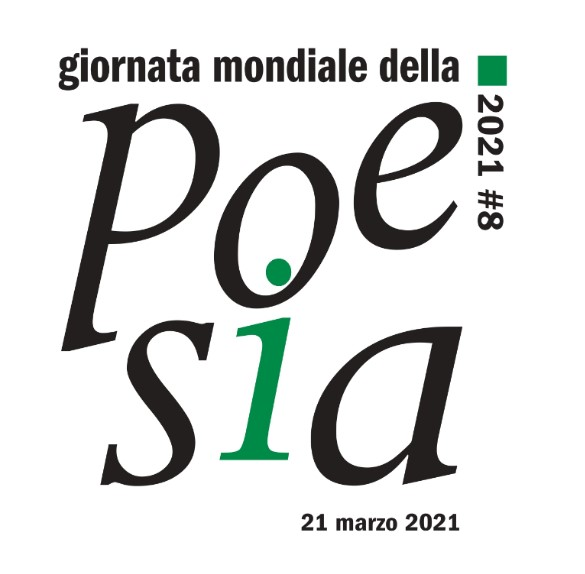 giornata mondiale della
poe
sia
2021 #8
21 marzo 2021